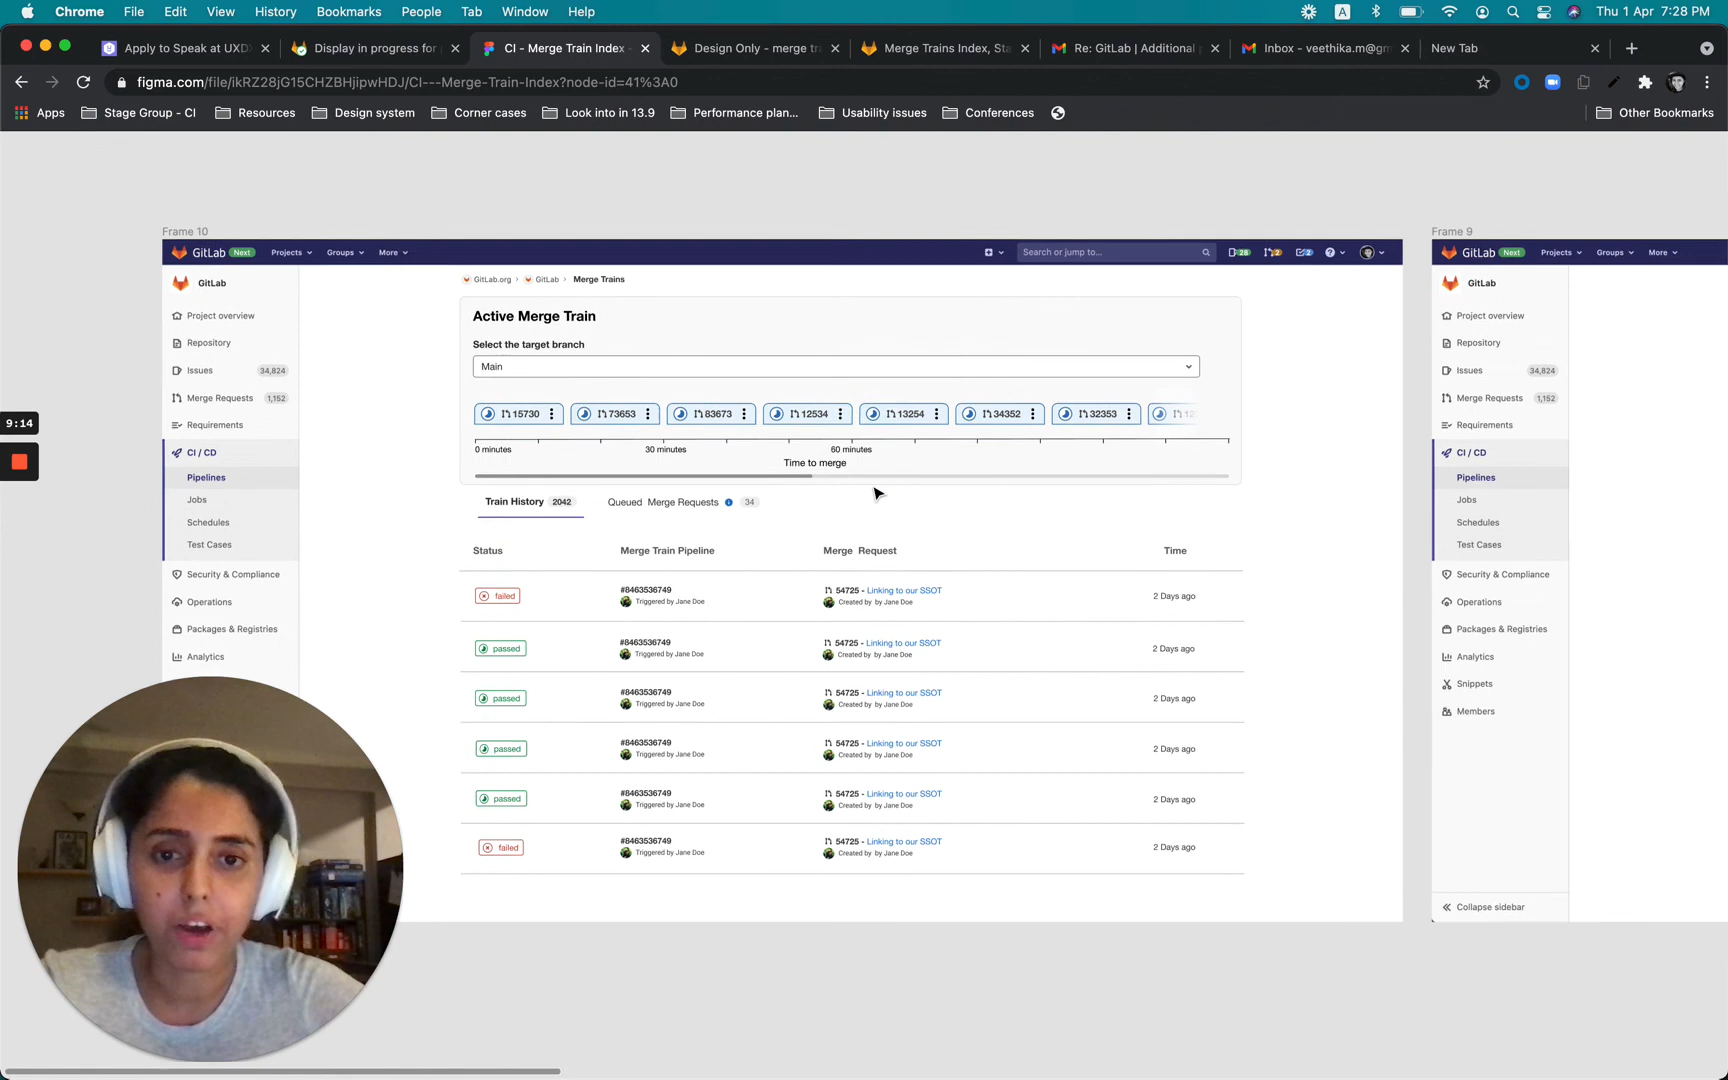 Chrome File Edit View History Bookmarks People Tab Window Help A Thu 1 Apr 7:28 PM
Apply to Speak at UXDX Display in progress for CI - Merge Train Index - Design Only - merge tr Merge Trains Index, Sta Re: GitLab | Additional Inbox - veethika.m@gm New Tab
figma.com/file/ikRZ28jG15CHZBHjipwHDJ/CI---Merge-Train-Index?node-id=41%3A0
Apps Stage Group - CI Resources Design system Corner cases Look into in 13.9 Performance plan... Usability issues Conferences Other Bookmarks
Frame 10 Frame 9
GitLab Next Projects Groups More Search or jump to... 28 2 2 GitLab Next Projects Groups More
GitLab GitLab.org > GitLab > Merge Trains GitLab
Project overview Active Merge Train Project overview
Repository Select the target branch Repository
Issues 34,824 Main Issues 34,824
Merge Requests 1,152 Merge Requests 1,152
15730 73653 83673 12534 13254 34352 32353
Requirements Requirements
CI / CD 0 minutes 30 minutes 60 minutes CI / CD
Time to merge
Pipelines Pipelines
Jobs Train History 2042 Queued Merge Requests 34 Jobs
Schedules Schedules
Test Cases Status Merge Train Pipeline Merge Request Time Test Cases
Security & Compliance Security & Compliance
failed #8463536749 54725 - Linking to our SSOT 2 Days ago
Triggered by Jane Doe Created by by Jane Doe
Operations Operations
Packages & Registries Packages & Registries
passed #8463536749 54725 - Linking to our SSOT 2 Days ago
Triggered by Jane Doe Created by by Jane Doe
Analytics Analytics
Snippets
passed #8463536749 54725 - Linking to our SSOT 2 Days ago
Triggered by Jane Doe Created by by Jane Doe
Members
passed #8463536749 54725 - Linking to our SSOT 2 Days ago
Triggered by Jane Doe Created by by Jane Doe
passed #8463536749 54725 - Linking to our SSOT 2 Days ago
Triggered by Jane Doe Created by by Jane Doe
failed #8463536749 54725 - Linking to our SSOT 2 Days ago
Triggered by Jane Doe Created by by Jane Doe
Collapse sidebar
9:14